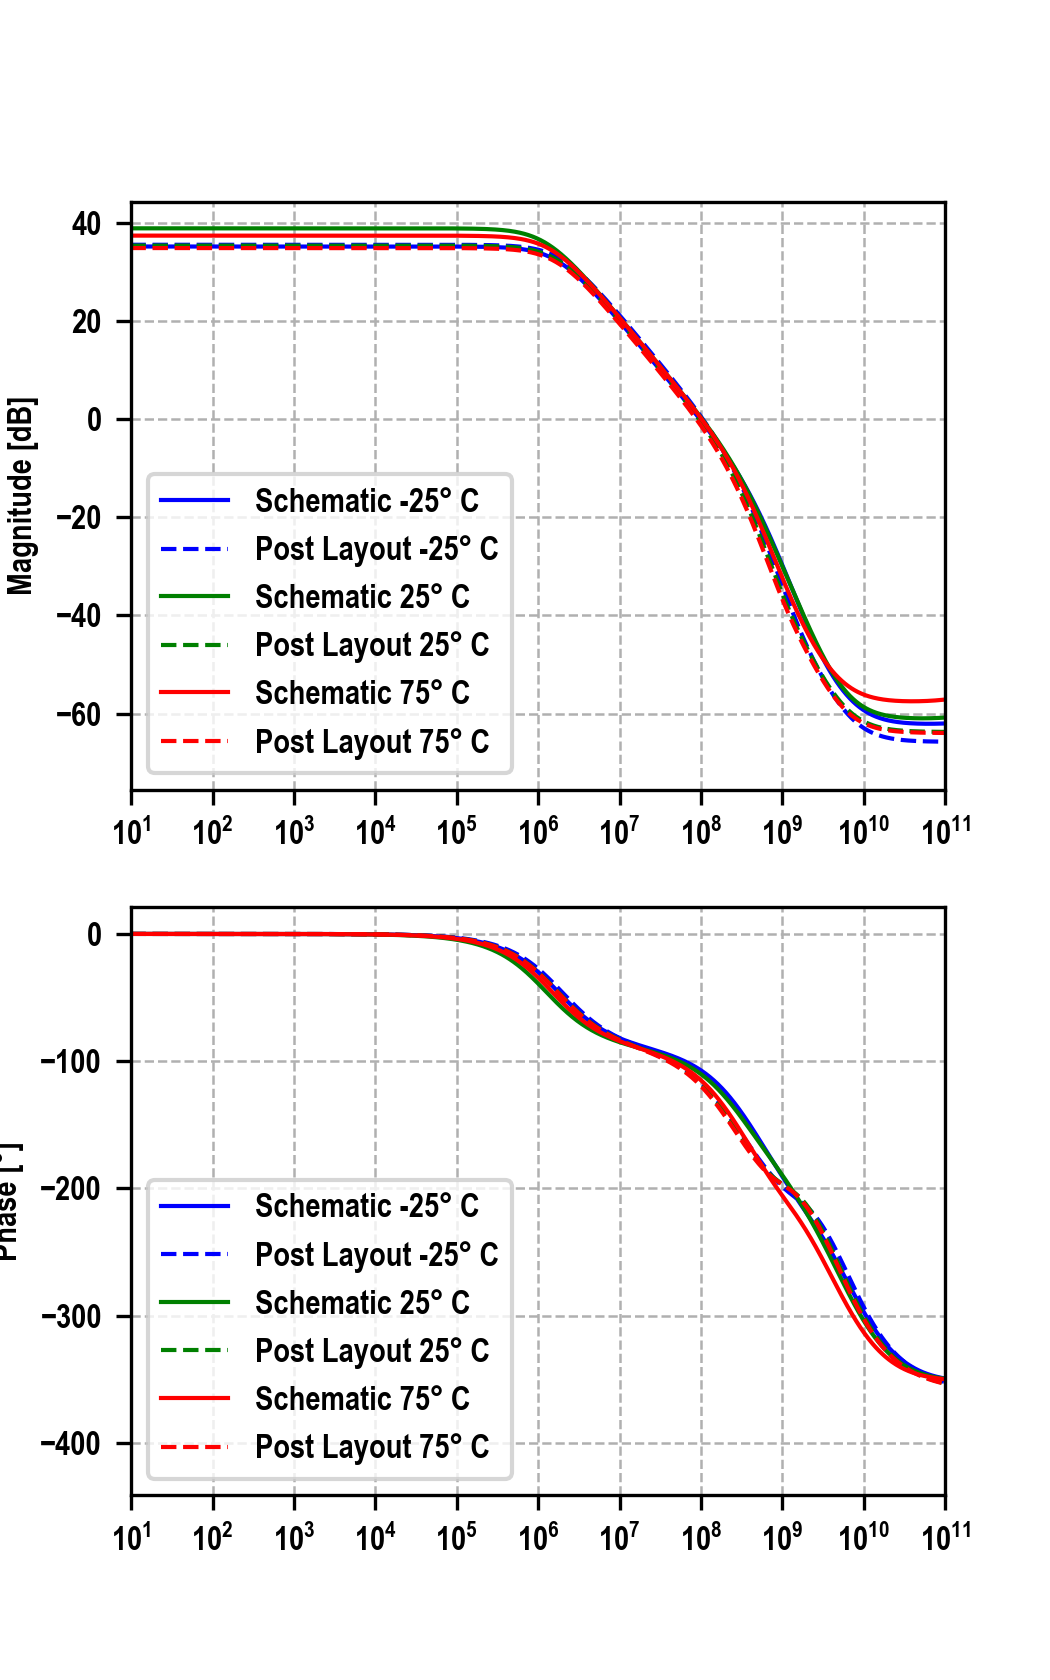 40
20
0
−20
−40
−60
Magnitude [dB]
Schematic -25° C
Post Layout -25° C
Schematic 25° C
Post Layout 25° C
Schematic 75° C
Post Layout 75° C
10¹ 10² 10³ 10⁴ 10⁵ 10⁶ 10⁷ 10⁸ 10⁹ 10¹⁰ 10¹¹
0
−100
−200
−300
−400
Phase [°]
Schematic -25° C
Post Layout -25° C
Schematic 25° C
Post Layout 25° C
Schematic 75° C
Post Layout 75° C
10¹ 10² 10³ 10⁴ 10⁵ 10⁶ 10⁷ 10⁸ 10⁹ 10¹⁰ 10¹¹